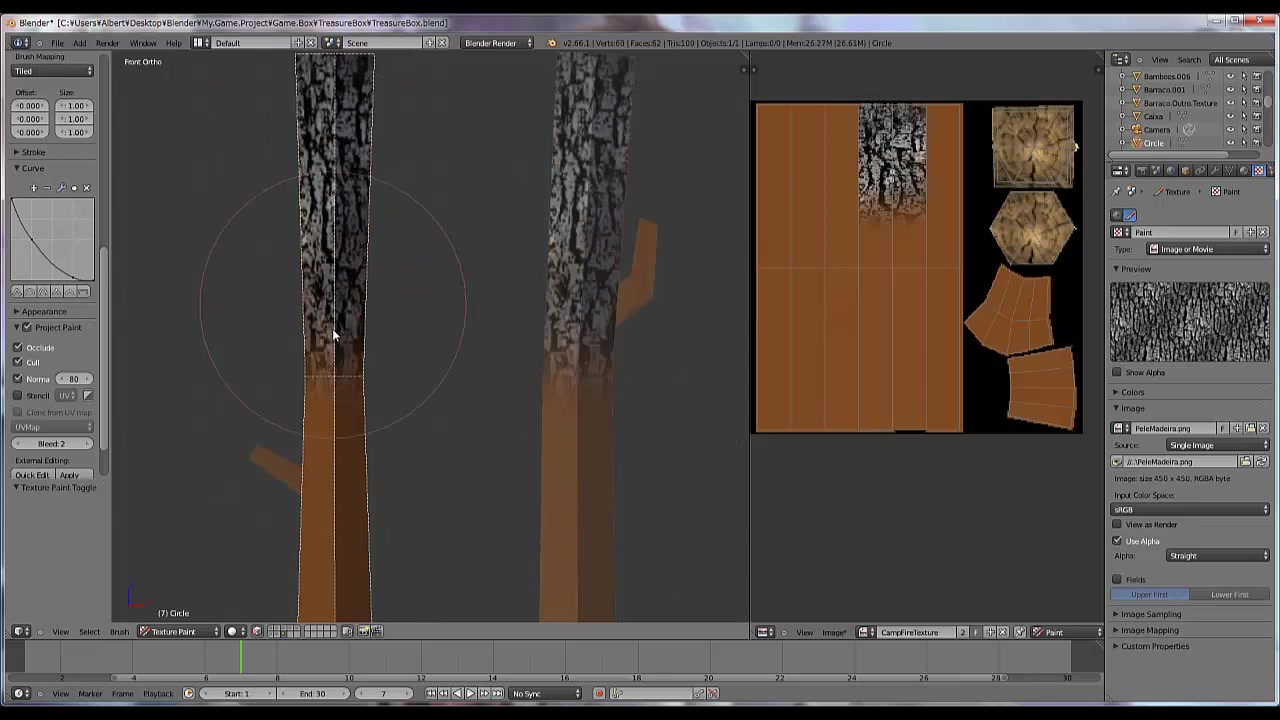 Blender* [C:¥Users¥Albert¥Desktop¥Blender¥My.Game.Project¥Game.Box¥TreasureBox¥TreasureBox.blend]
File Add Render Window Help Default Scene Blender Render v2.66.1 | Verts:60 | Faces:62 | Tris:100 | Objects:1/1 | Lamps:0/0 | Mem:26.27M (26.61M) | Circle
Brush Mapping:
Tiled
Offset: Size:
0.000 1.00
0.000 1.00
0.000 1.00
Stroke
Curve
Appearance
Project Paint
Occlude
Cull
Norma 80
Stencil UV
Clone from UV map
UVMap
Bleed: 2
External Editing:
Quick Edit Apply
Texture Paint Toggle
Front Ortho
(7) Circle
View Select Brush Texture Paint
View Image* CampFireTexture 2 F Paint
2 4 6 8 10 12 14 16 18 20 22 24 26 28 30
View Marker Frame Playback Start: 1 End: 30 7 No Sync
View Search All Scenes
Bamboos.006
Barraco.001
Barraco.Outro.Texture
Caixa
Camera
Circle
Texture Paint
Paint F
Type: Image or Movie
Preview
Show Alpha
Colors
Image
PeleMadeira.png F
Source: Single Image
//..¥PeleMadeira.png
Image: size 450 x 450, RGBA byte
Input Color Space:
sRGB
View as Render
Use Alpha
Alpha: Straight
Fields
Upper First Lower First
Image Sampling
Image Mapping
Custom Properties